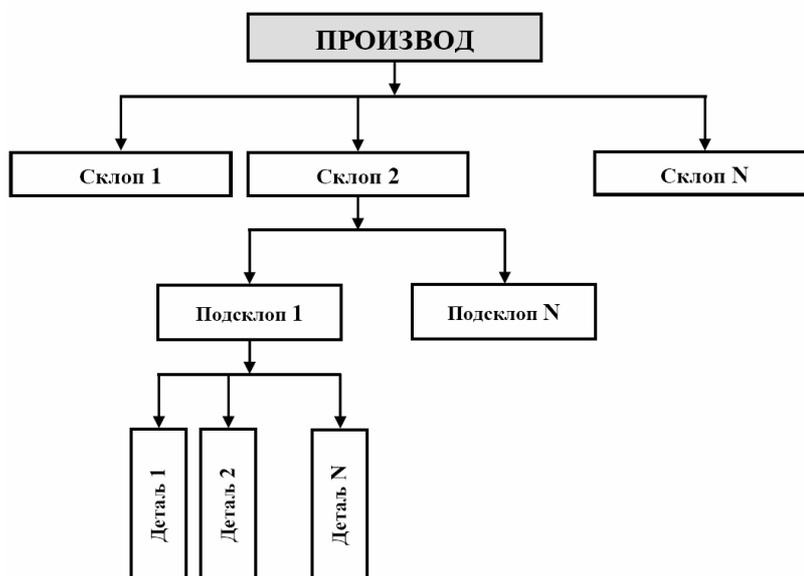 ПРОИЗВОД
Склоп 1
Склоп 2
Склоп N
Подсклоп 1
Подсклоп N
Детаљ 1
Детаљ 2
Детаљ N